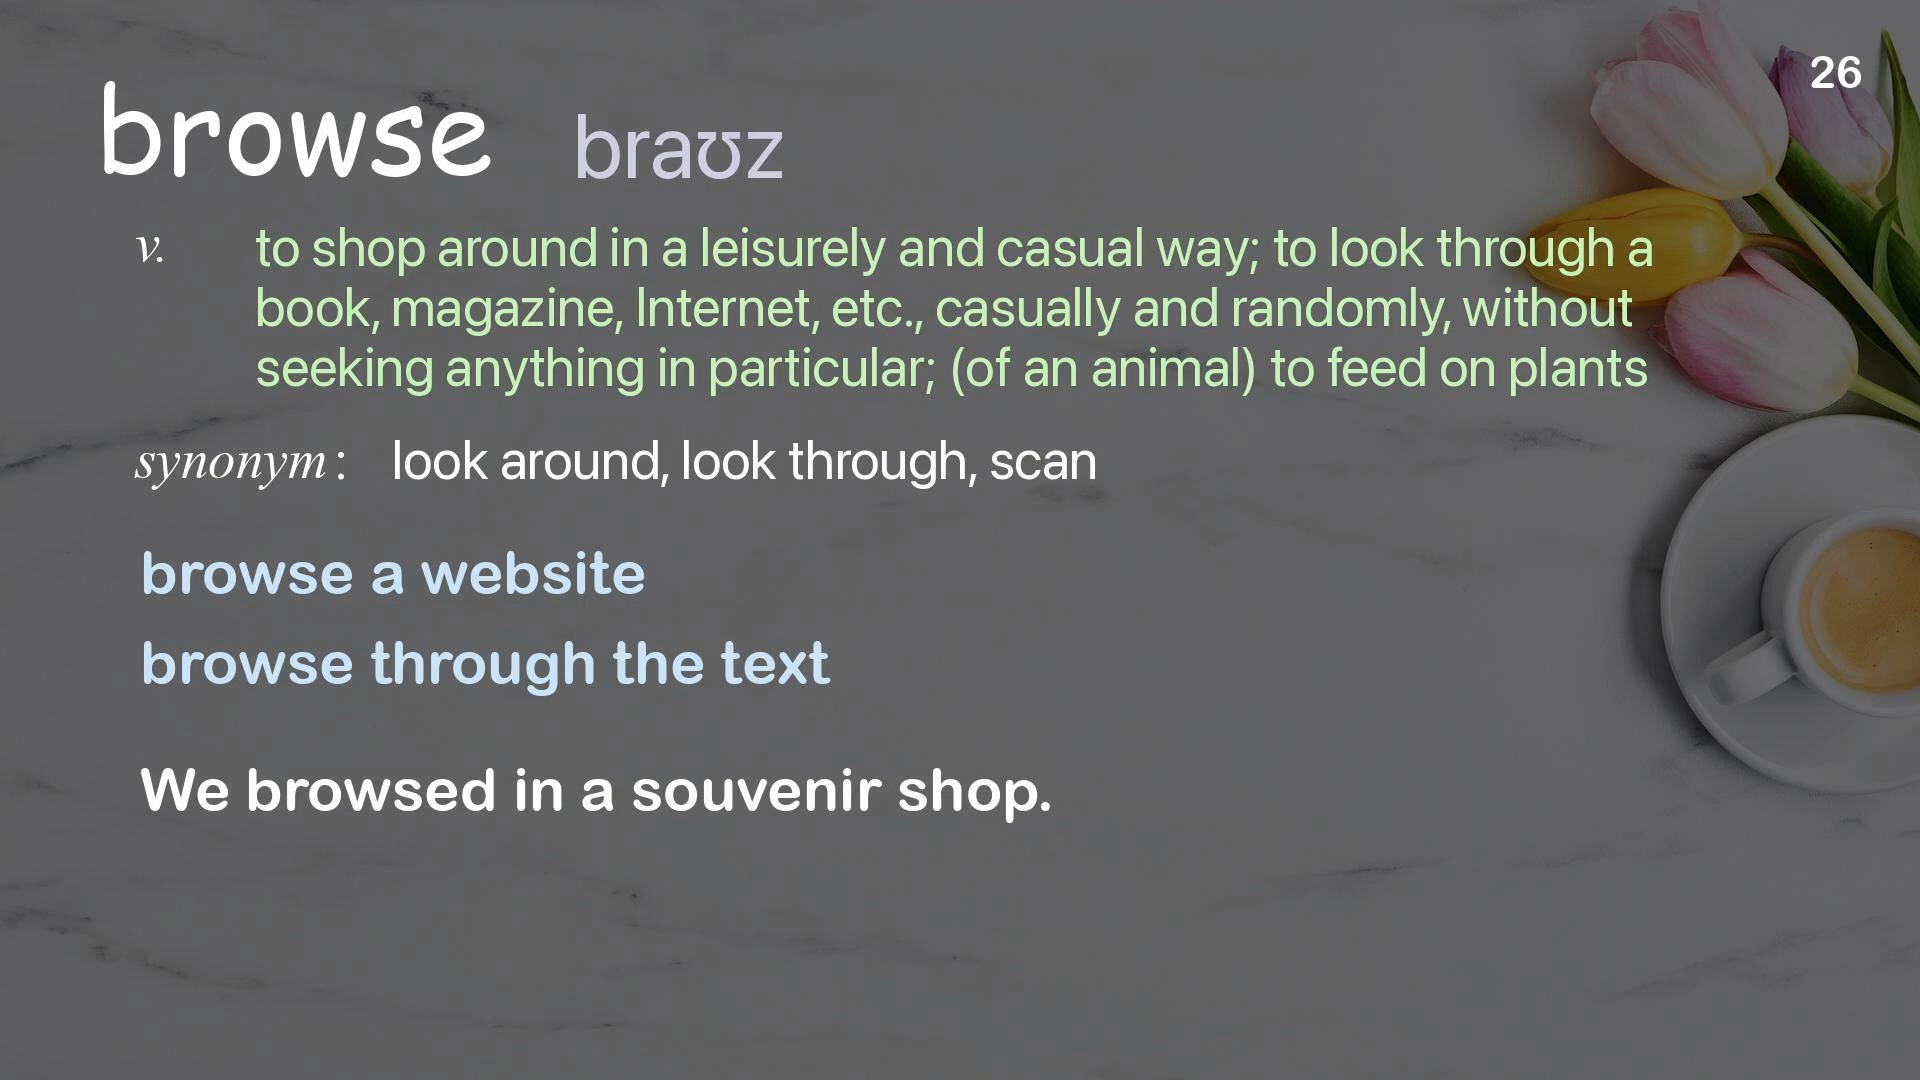 26
browse braʊz
v. to shop around in a leisurely and casual way; to look through a
book, magazine, Internet, etc., casually and randomly, without
seeking anything in particular; (of an animal) to feed on plants
synonym : look around, look through, scan
browse a website
browse through the text
We browsed in a souvenir shop.